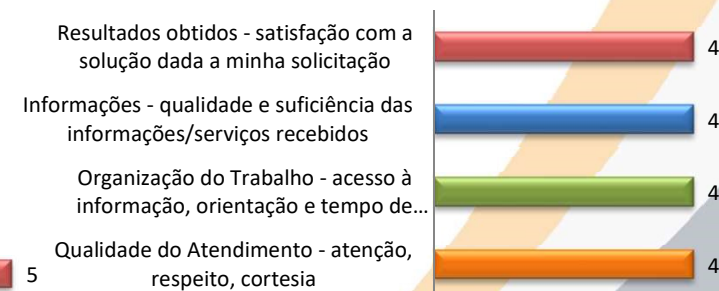 Resultados obtidos - satisfação com a
solução dada a minha solicitação
4
Informações - qualidade e suficiência das
informações/serviços recebidos
4
Organização do Trabalho - acesso à
informação, orientação e tempo de...
4
Qualidade do Atendimento - atenção,
respeito, cortesia
4
5